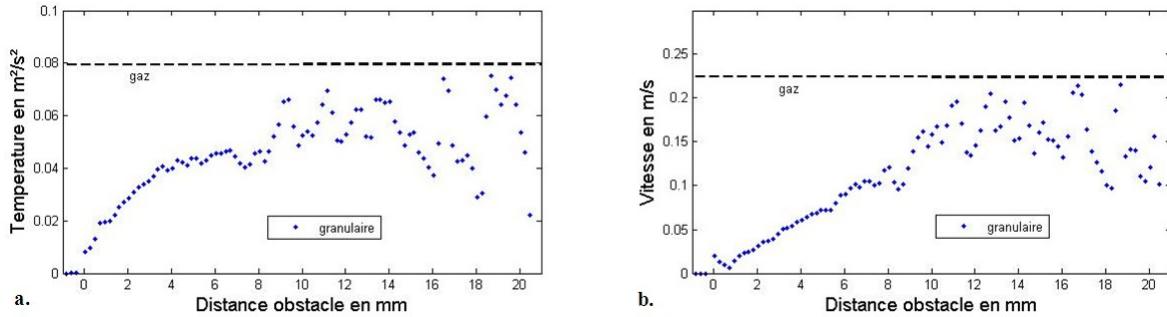 0.1
0.08
0.06
0.04
0.02
0
Temperature en m²/s²
gaz
granulaire
0 2 4 6 8 10 12 14 16 18 20
Distance obstacle en mm
a.
0.25
0.2
0.15
0.1
0.05
0
Vitesse en m/s
gaz
granulaire
0 2 4 6 8 10 12 14 16 18 20
Distance obstacle en mm
b.